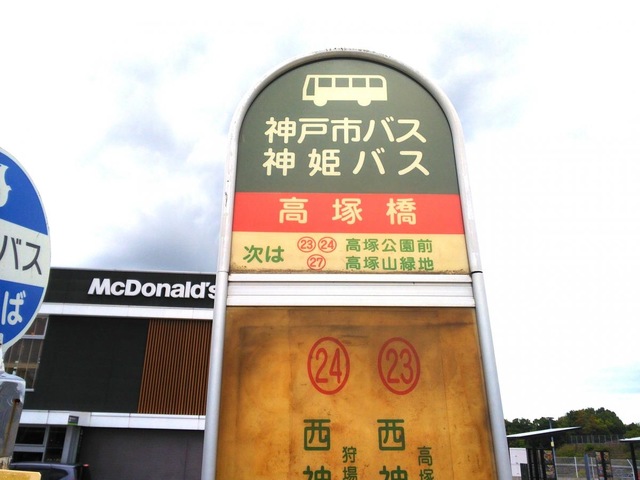 神戸市バス
神姫バス
高塚橋
次は
㉓㉔ 高塚公園前
㉗ 高塚山緑地
McDonald's
バス
ば
㉔ ㉓
西神
狩場
西神
高塚